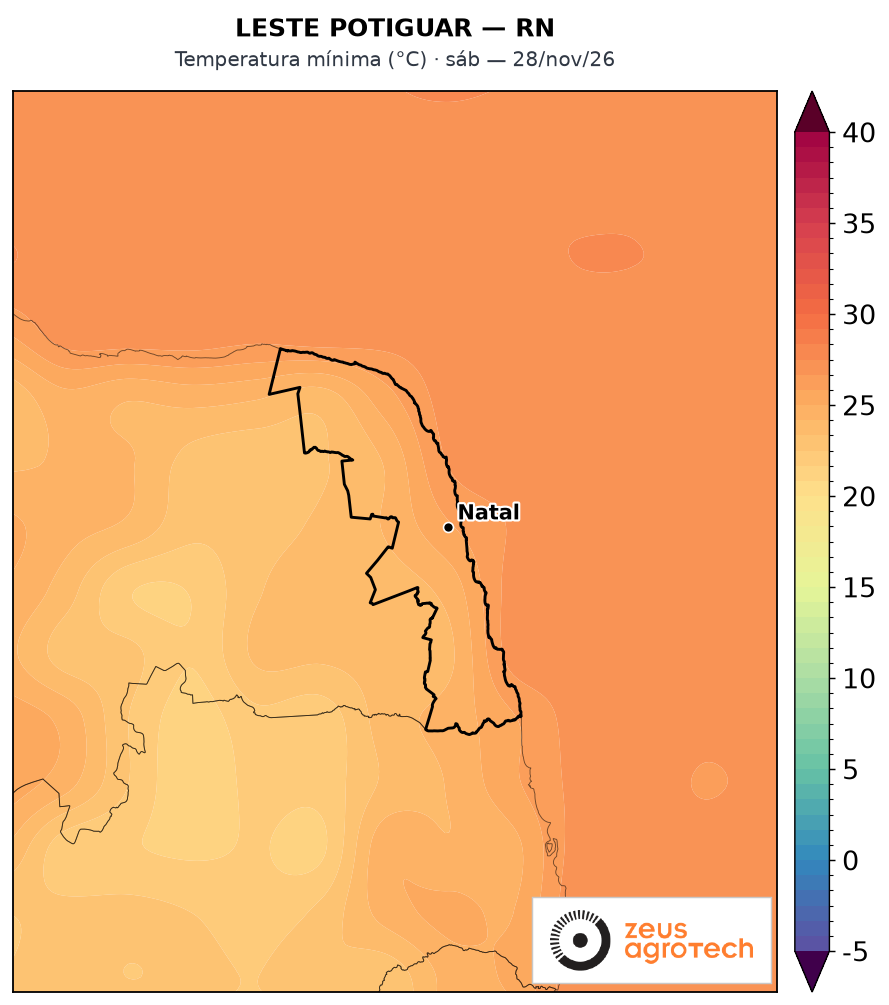 LESTE POTIGUAR — RN
Temperatura mínima (°C) · sáb — 28/nov/26
40
35
30
25
20
15
10
5
0
-5
Natal
zeus
agrotech